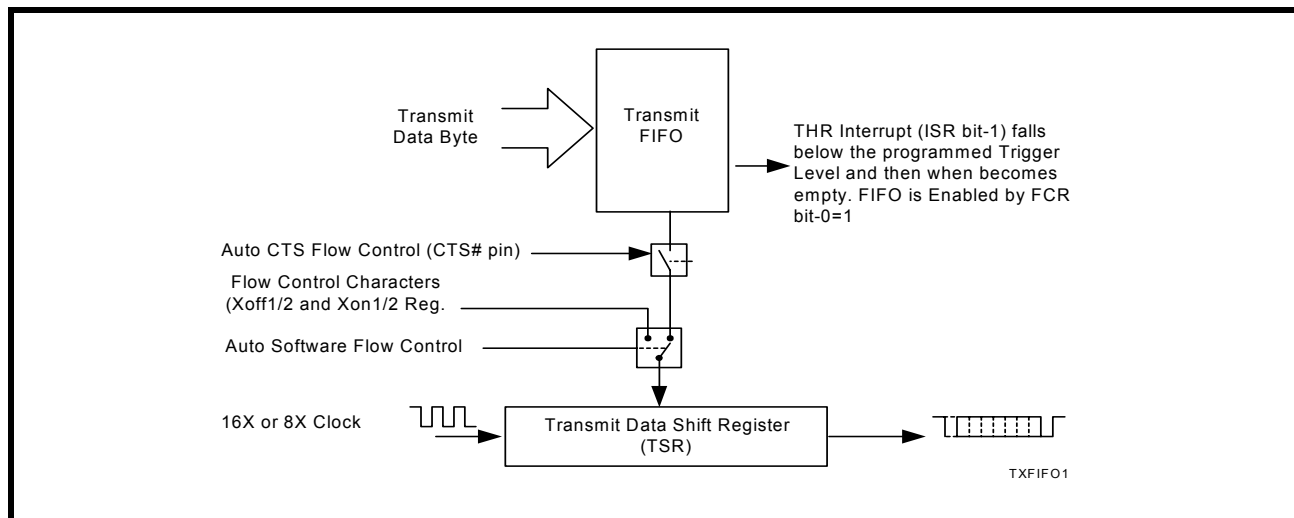 Transmit
Data Byte
Transmit
FIFO
THR Interrupt (ISR bit-1) falls
below the programmed Trigger
Level and then when becomes
empty. FIFO is Enabled by FCR
bit-0=1
Auto CTS Flow Control (CTS# pin)
Flow Control Characters
(Xoff1/2 and Xon1/2 Reg.
Auto Software Flow Control
16X or 8X Clock
Transmit Data Shift Register
(TSR)
TXFIFO1